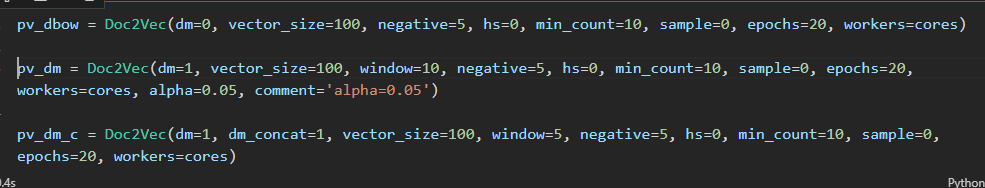 pv_dbow = Doc2Vec(dm=0, vector_size=100, negative=5, hs=0, min_count=10, sample=0, epochs=20, workers=cores)
pv_dm = Doc2Vec(dm=1, vector_size=100, window=10, negative=5, hs=0, min_count=10, sample=0, epochs=20,
workers=cores, alpha=0.05, comment='alpha=0.05')
pv_dm_c = Doc2Vec(dm=1, dm_concat=1, vector_size=100, window=5, negative=5, hs=0, min_count=10, sample=0,
epochs=20, workers=cores)
0.4s Python